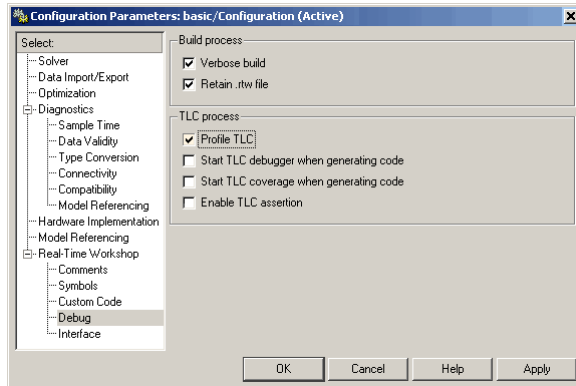 Configuration Parameters: basic/Configuration (Active)
Select:
Solver
Data Import/Export
Optimization
Diagnostics
Sample Time
Data Validity
Type Conversion
Connectivity
Compatibility
Model Referencing
Hardware Implementation
Model Referencing
Real-Time Workshop
Comments
Symbols
Custom Code
Debug
Interface
Build process
Verbose build
Retain .rtw file
TLC process
Profile TLC
Start TLC debugger when generating code
Start TLC coverage when generating code
Enable TLC assertion
OK Cancel Help Apply